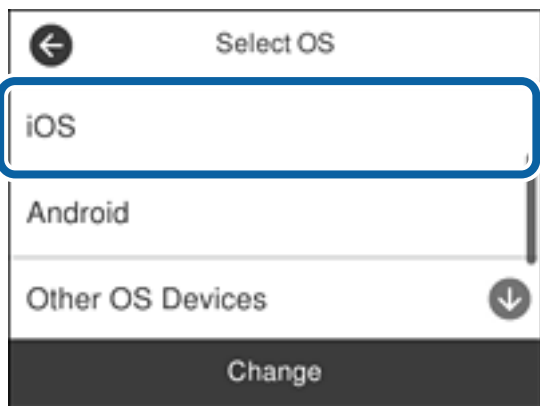 Select OS
iOS
Android
Other OS Devices
Change